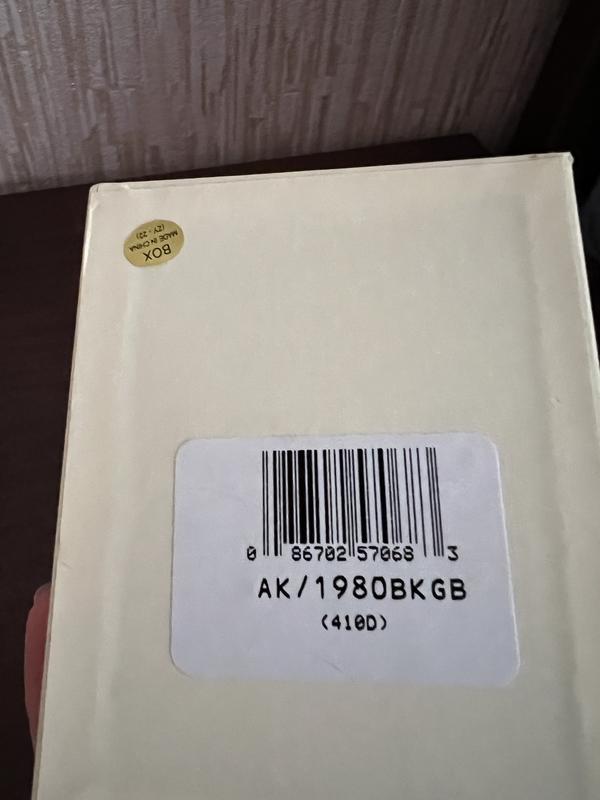 BOX
MADE IN CHINA
(ZY-22)
0 86702 57068 3
AK/1980BKGB
(410D)